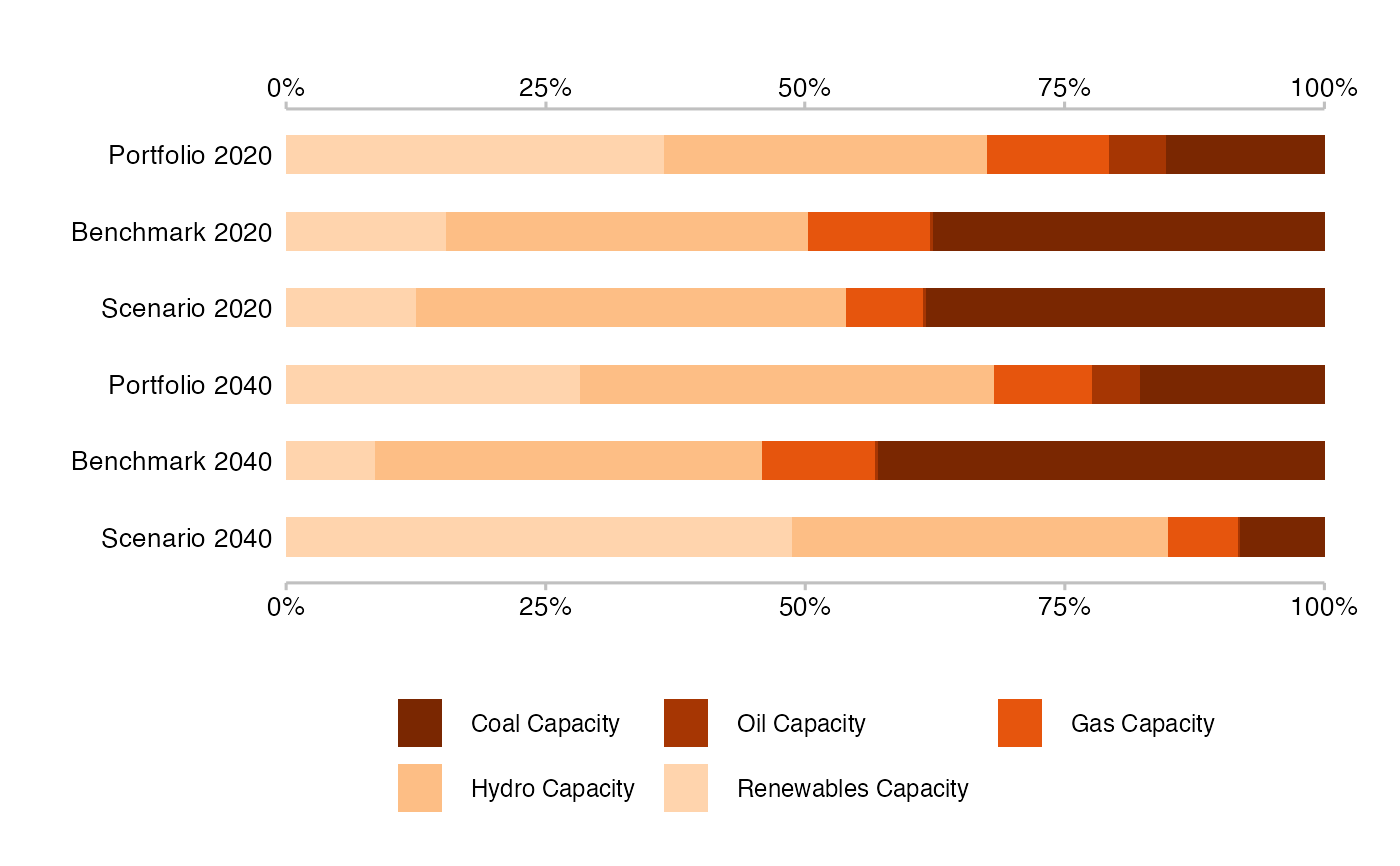 0% 25% 50% 75% 100%
Portfolio 2020
Benchmark 2020
Scenario 2020
Portfolio 2040
Benchmark 2040
Scenario 2040
0% 25% 50% 75% 100%
Coal Capacity Oil Capacity Gas Capacity
Hydro Capacity Renewables Capacity